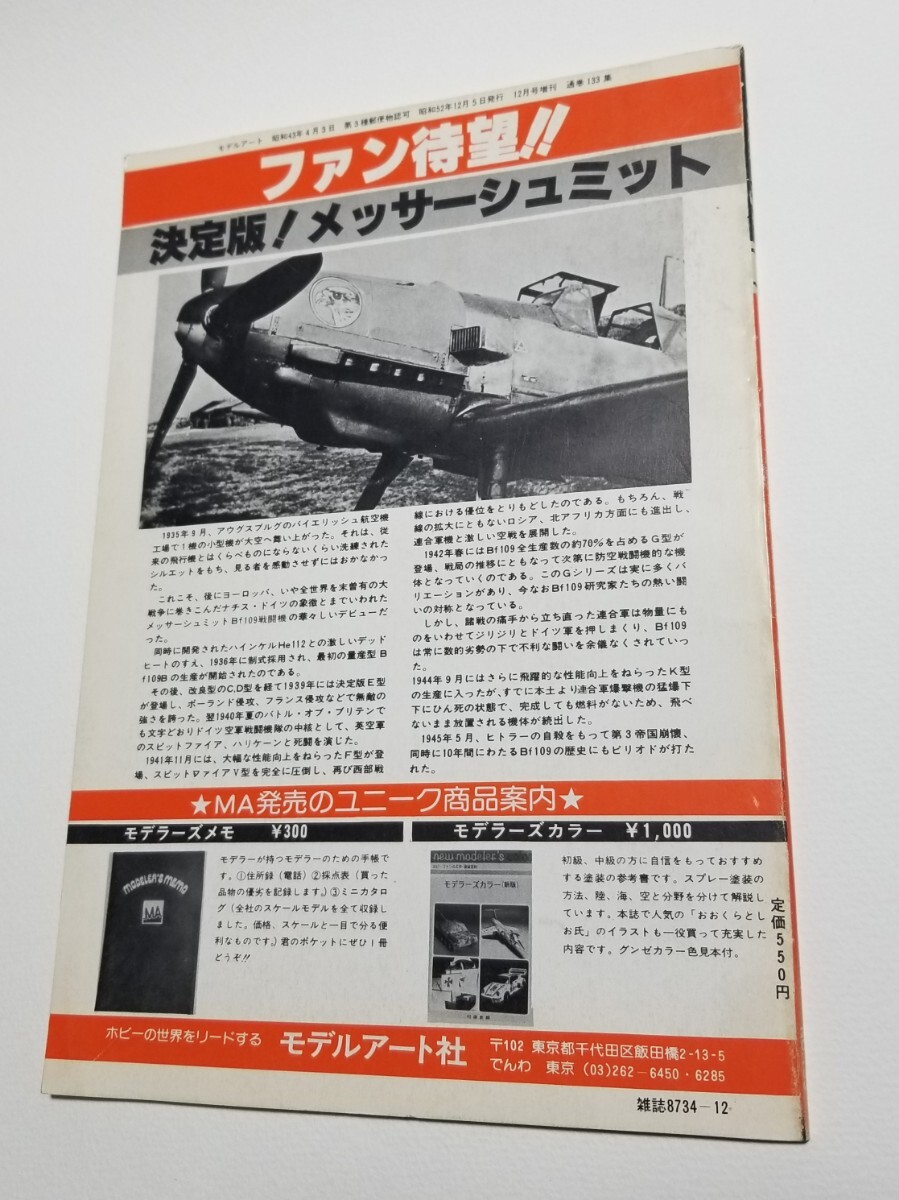 モデルアート 昭和43年4月3日 第3種郵便物認可 昭和52年12月5日発行 12月号増刊 通巻133集
ファン待望!!
決定版!メッサーシュミット
1935年9月、アウグスブルグのバイエリッシュ航空機
工場で1機の小型機が大空へ舞い上がった。それは、従
来の飛行機とはくらべものにならないくらい洗練された
シルエットをもち、見る者を感動させずにはおかなかっ
た。
これこそ、後にヨーロッパ、いや全世界を末曽有の大
戦争に巻きこんだナチス・ドイツの象徴とまでいわれた
メッサーシュミットBf109戦闘機の華々しいデビューだ
った。
同時に開発されたハインケルHe112との激しいデッド
ヒートのすえ、1936年に制式採用され、最初の量産型B
f109Bの生産が開始されたのである。
その後、改良型のC,D型を経て1939年には決定版E型
が登場し、ポーランド侵攻、フランス侵攻などで無敵の
強さを誇った。翌1940年夏のバトル・オブ・ブリテンで
も文字どおりドイツ空軍戦闘機隊の中核として、英空軍
のスピットファイア、ハリケーンと死闘を演じた。
1941年11月には、大幅な性能向上をねらったF型が登
場、スピットファイアV型を完全に圧倒し、再び西部戦
線における優位をとりもどしたのである。もちろん、戦
線の拡大にともないロシア、北アフリカ方面にも進出し、
連合軍機と激しい空戦を展開した。
1942年春にはBf109全生産数の約70%を占めるG型が
登場、戦局の推移にともなって次第に防空戦闘機的な機
体となっていくのである。このGシリーズは実に多くバ
リエーションがあり、今なおBf109研究家たちの熱い闘
いの対称となっている。
しかし、諸戦の痛手から立ち直った連合軍は物量にも
のをいわせてジリジリとドイツ軍を押しまくり、Bf109
は常に数的劣勢の下で不利な闘いを余儀なくされていっ
た。
1944年9月にはさらに飛躍的な性能向上をねらったK型
の生産に入ったが、すでに本土より連合軍爆撃機の猛爆下
下にひん死の状態で、完成しても燃料がないため、飛べ
ないまま放置される機体が続出した。
1945年5月、ヒトラーの自殺をもって第3帝国崩懐、
同時に10年間にわたるBf109の歴史にもピリオドが打た
れた。
★MA発売のユニーク商品案内★
モデラーズメモ ¥300
MODELER'S MEMO
MA
モデラーが持つモデラーのための手帳で
す。①住所録(電話)②採点表(買った
品物の優劣を記録します。)③ミニカタロ
グ(全社のスケールモデルを全て収録し
ました。価格、スケールと一目で分る便
利なものです。)君のポケットにぜひ1冊
どうぞ!!
モデラーズカラー ¥1,000
new modeler's color
モデラーズカラー(新版)
初級、中級の方に自信をもっておすすめ
する塗装の参考書です。スプレー塗装の
方法、陸、海、空と分野を分けて解説し
ています。本誌で人気の「おおくらとし
お氏」のイラストも一役買って充実した
内容です。グンゼカラー色見本付。
定価550円
ホビーの世界をリードする モデルアート社
〒102 東京都千代田区飯田橋2-13-5
でんわ 東京(03)262-6450・6285
雑誌8734-12